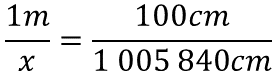 1m / x = 100cm / 1 005 840cm